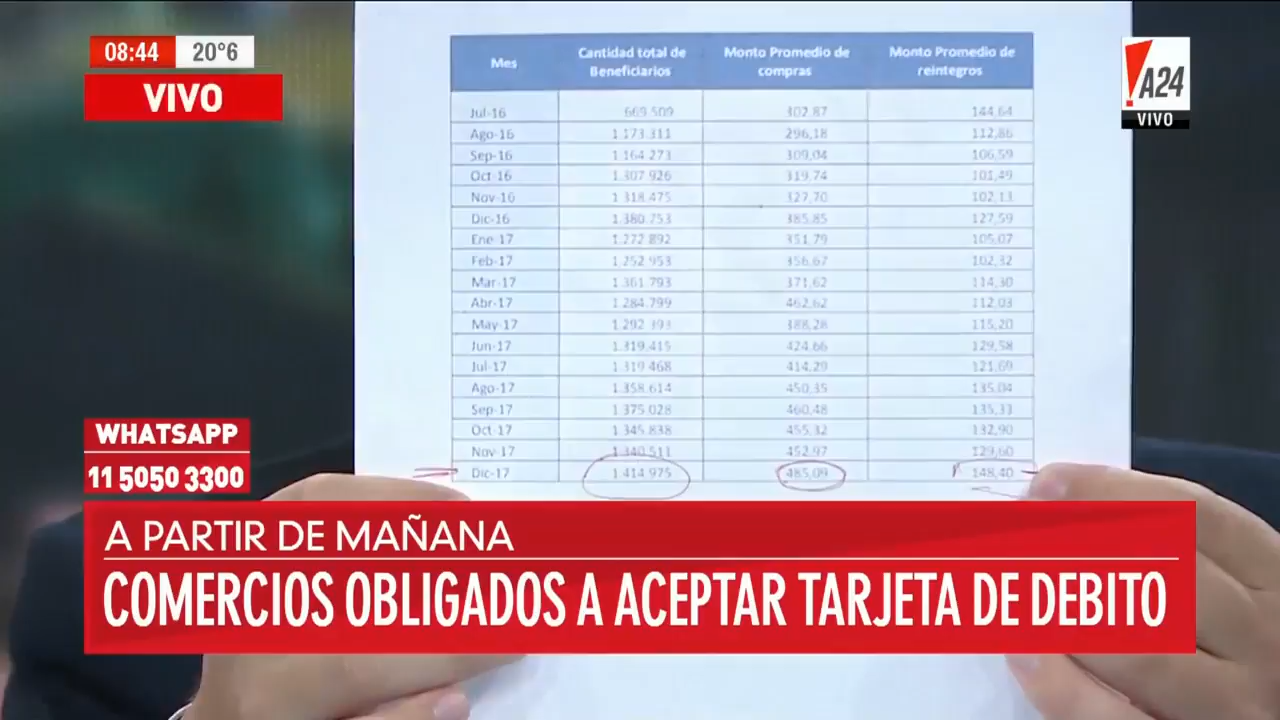 08:44 20°6
VIVO
A24
VIVO
Mes Cantidad total de Beneficiarios Monto Promedio de compras Monto Promedio de reintegros
Jul-16 669.509 302,87 144,64
Ago-16 1.173.311 296,18 112,86
Sep-16 1.164.273 309,04 106,59
Oct-16 1.307.926 319,74 101,49
Nov-16 1.318.475 327,70 102,13
Dic-16 1.380.753 385,85 127,59
Ene-17 1.272.892 351,79 105,07
Feb-17 1.252.953 356,67 102,32
Mar-17 1.361.793 371,62 114,30
Abr-17 1.284.799 462,62 112,03
May-17 1.292.393 388,28 115,20
Jun-17 1.319.415 424,66 129,58
Jul-17 1.319.468 414,29 121,69
Ago-17 1.358.614 450,35 135,04
Sep-17 1.375.028 460,48 135,33
Oct-17 1.345.838 455,32 132,90
Nov-17 1.340.511 452,97 129,60
Dic-17 1.414.975 485,09 148,40
WHATSAPP
11 5050 3300
A PARTIR DE MAÑANA
COMERCIOS OBLIGADOS A ACEPTAR TARJETA DE DEBITO